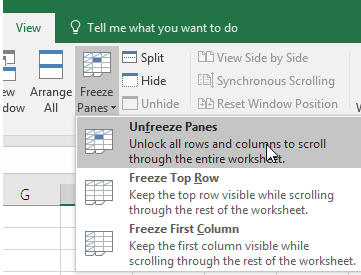 View
Tell me what you want to do
Arrange
All
Freeze
Panes
Split
Hide
Unhide
View Side by Side
Synchronous Scrolling
Reset Window Position
Unfreeze Panes
Unlock all rows and columns to scroll
through the entire worksheet.
Freeze Top Row
Keep the top row visible while scrolling
through the rest of the worksheet.
Freeze First Column
Keep the first column visible while
scrolling through the rest of the worksheet.
G